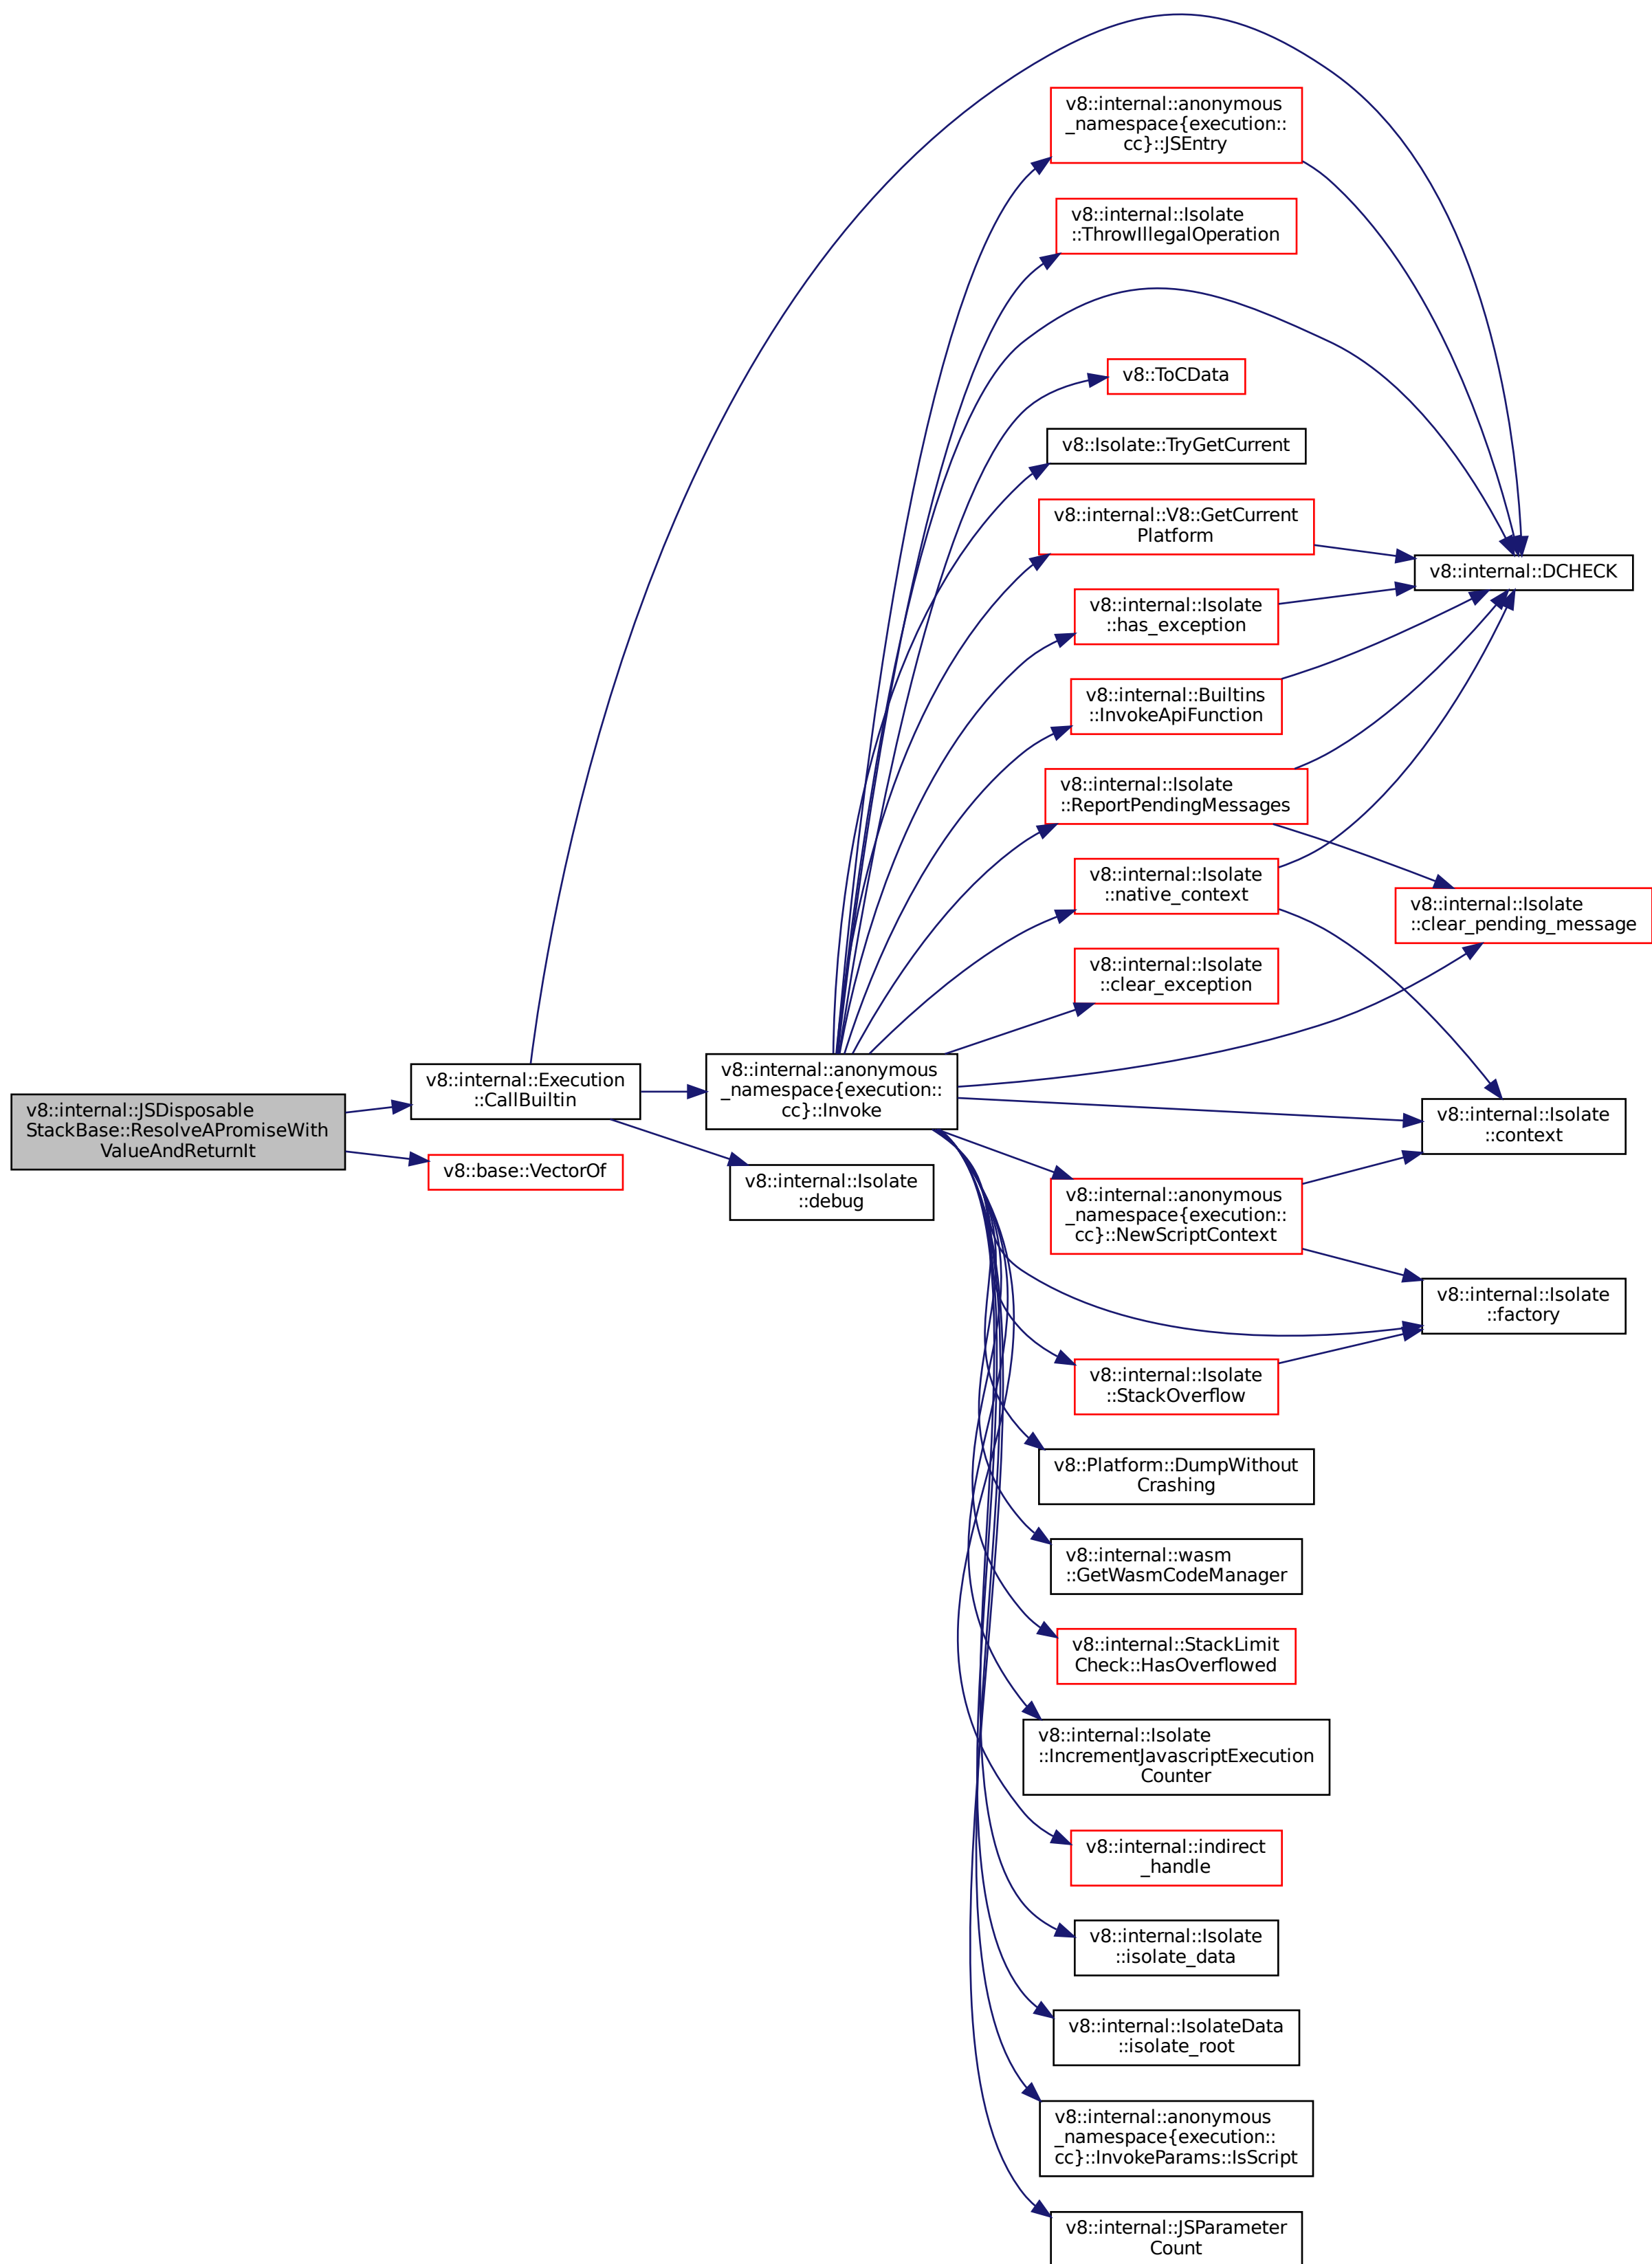 v8::internal::JSDisposable
StackBase::ResolveAPromiseWith
ValueAndReturnIt
v8::internal::Execution
::CallBuiltin
v8::base::VectorOf
v8::internal::anonymous
_namespace{execution::
cc}::Invoke
v8::internal::Isolate
::debug
v8::internal::anonymous
_namespace{execution::
cc}::JSEntry
v8::internal::Isolate
::ThrowIllegalOperation
v8::ToCData
v8::Isolate::TryGetCurrent
v8::internal::V8::GetCurrent
Platform
v8::internal::Isolate
::has_exception
v8::internal::Builtins
::InvokeApiFunction
v8::internal::Isolate
::ReportPendingMessages
v8::internal::Isolate
::native_context
v8::internal::Isolate
::clear_exception
v8::internal::anonymous
_namespace{execution::
cc}::NewScriptContext
v8::internal::Isolate
::StackOverflow
v8::Platform::DumpWithout
Crashing
v8::internal::wasm
::GetWasmCodeManager
v8::internal::StackLimit
Check::HasOverflowed
v8::internal::Isolate
::IncrementJavascriptExecution
Counter
v8::internal::indirect
_handle
v8::internal::Isolate
::isolate_data
v8::internal::IsolateData
::isolate_root
v8::internal::anonymous
_namespace{execution::
cc}::InvokeParams::IsScript
v8::internal::JSParameter
Count
v8::internal::DCHECK
v8::internal::Isolate
::clear_pending_message
v8::internal::Isolate
::context
v8::internal::Isolate
::factory